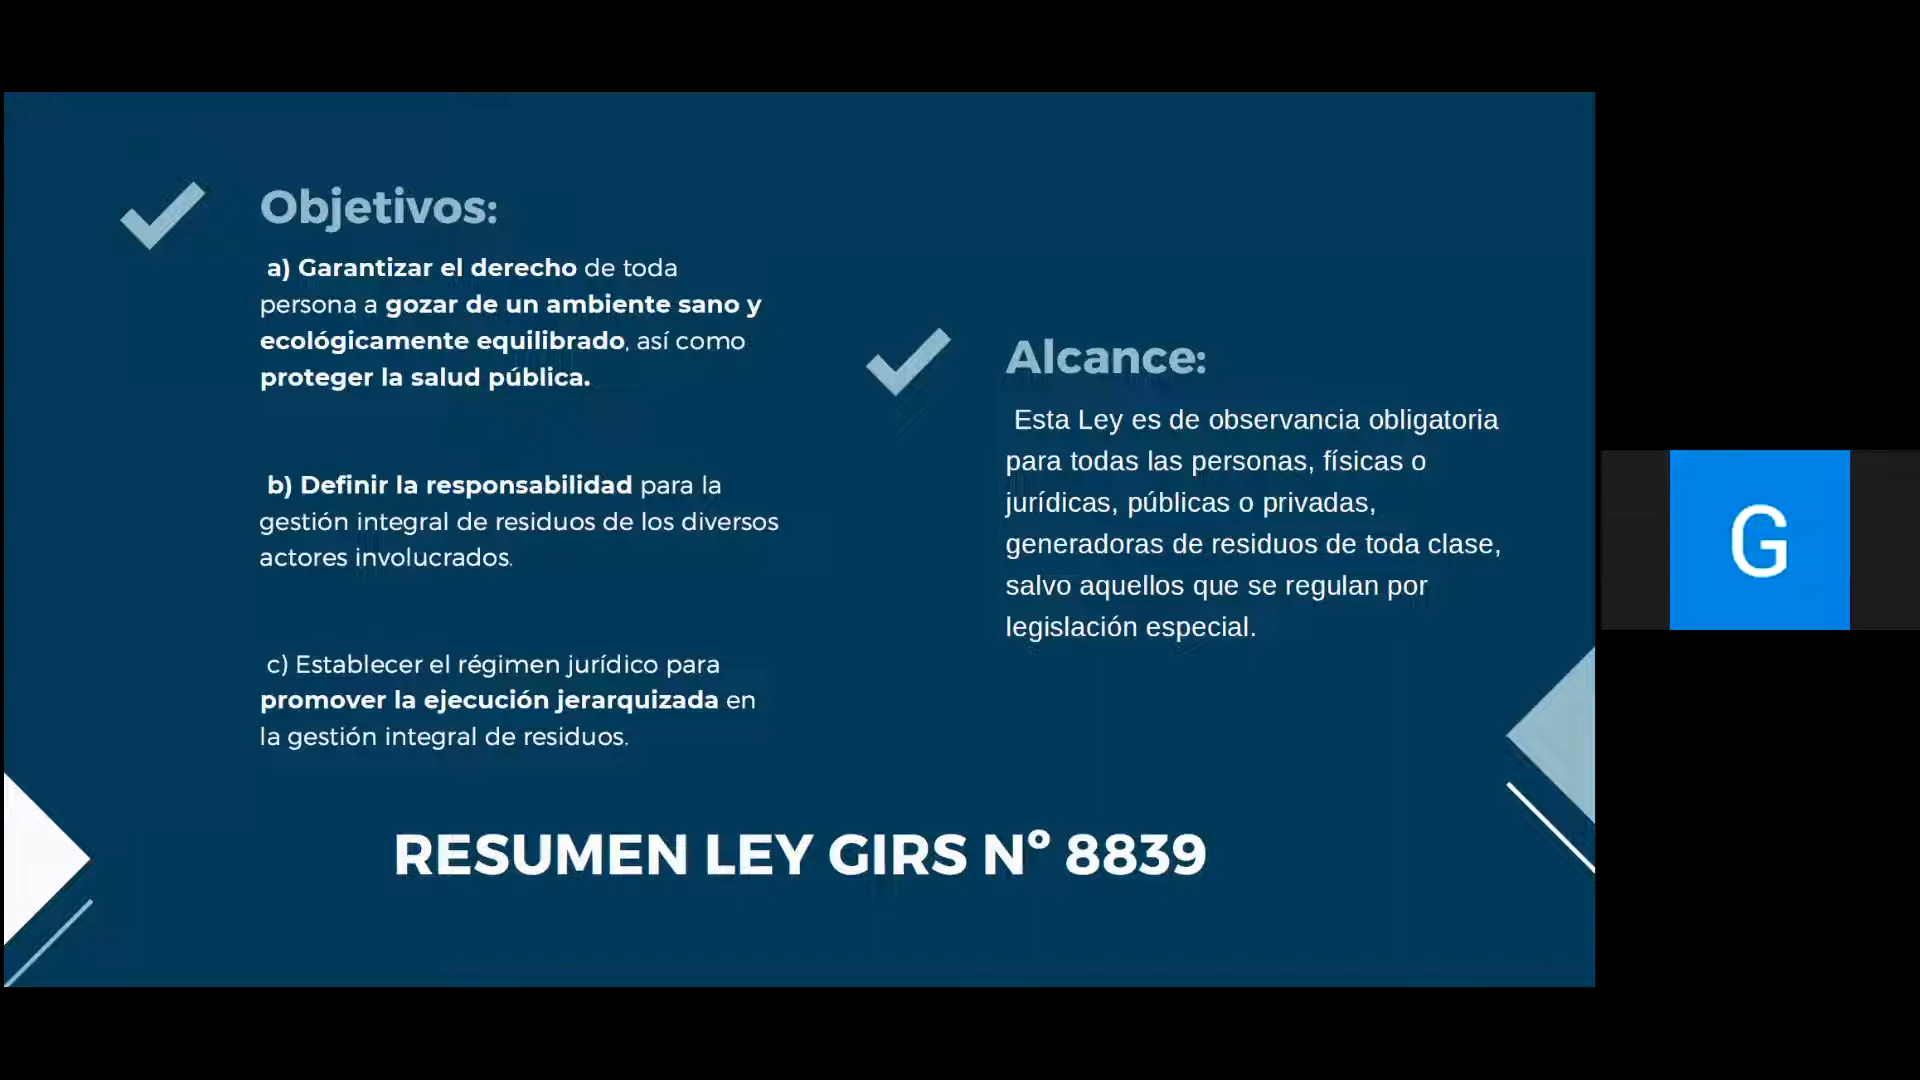 Objetivos:
a) Garantizar el derecho de toda
persona a gozar de un ambiente sano y
ecológicamente equilibrado, así como
proteger la salud pública.
b) Definir la responsabilidad para la
gestión integral de residuos de los diversos
actores involucrados.
c) Establecer el régimen jurídico para
promover la ejecución jerarquizada en
la gestión integral de residuos.
Alcance:
Esta Ley es de observancia obligatoria
para todas las personas, físicas o
jurídicas, públicas o privadas,
generadoras de residuos de toda clase,
salvo aquellos que se regulan por
legislación especial.
RESUMEN LEY GIRS Nº 8839
G